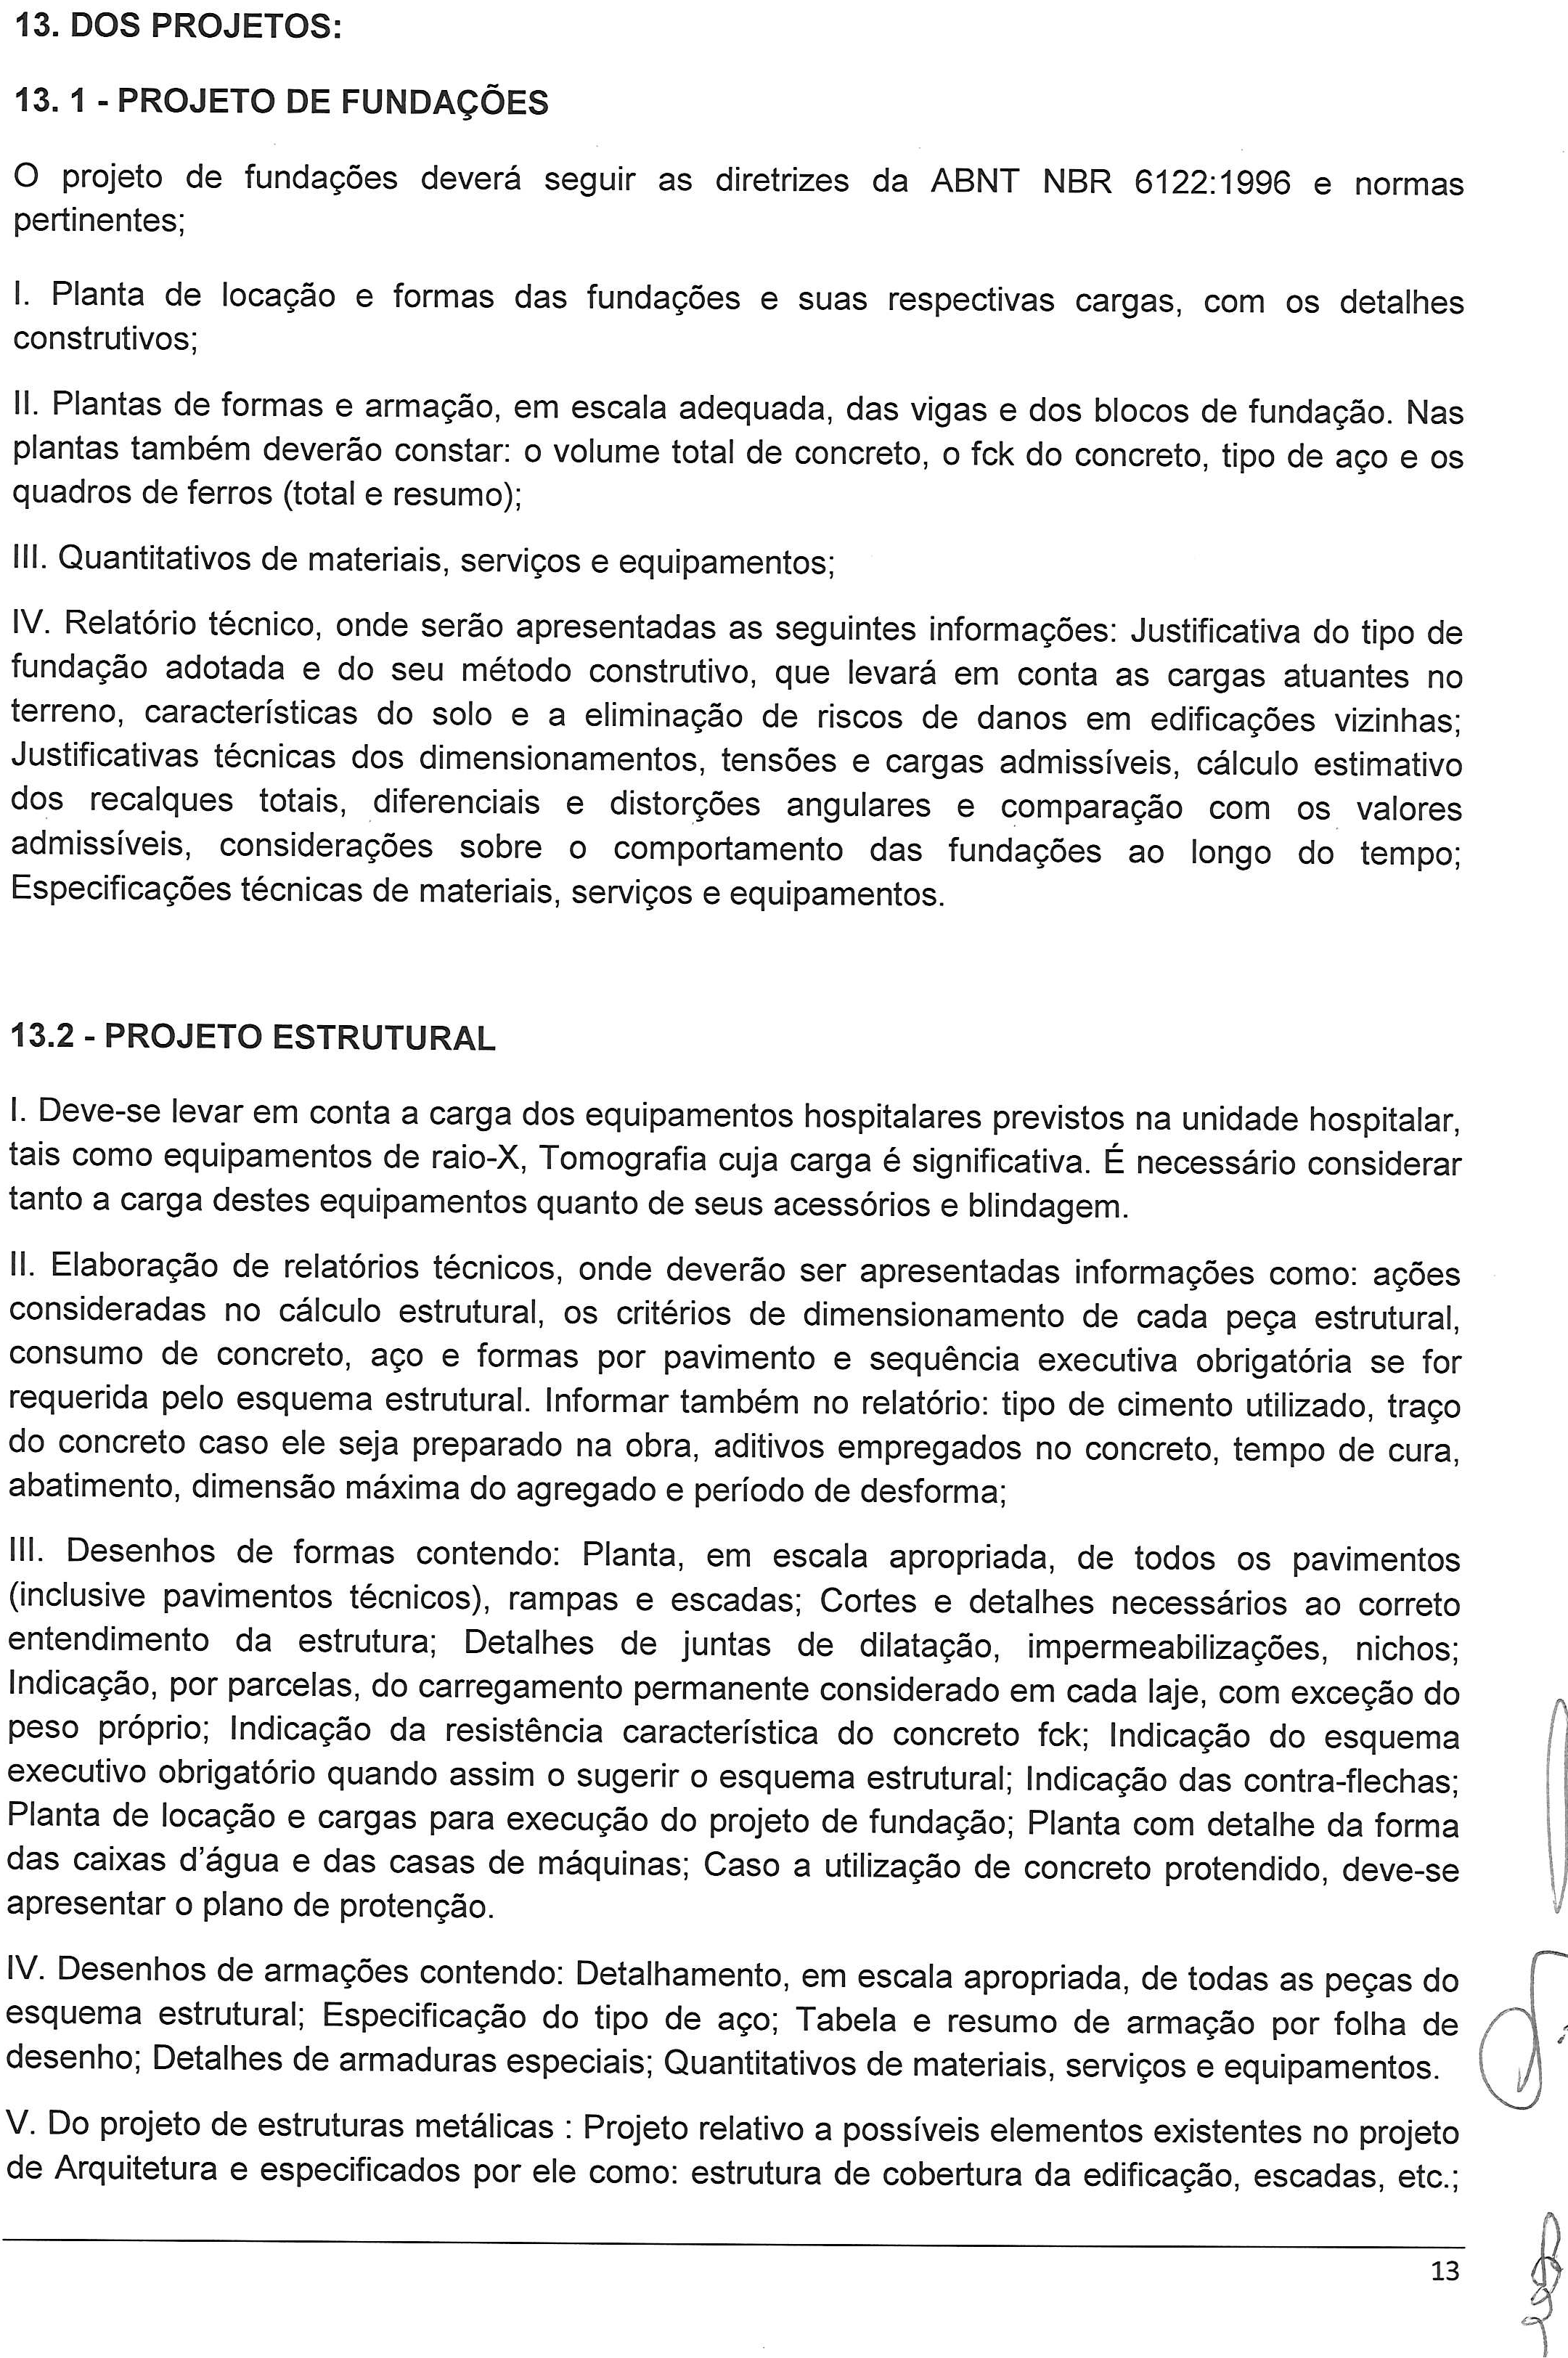 13. DOS PROJETOS:
13. 1 - PROJETO DE FUNDAÇÕES
O projeto de fundações deverá seguir as diretrizes da ABNT NBR 6122:1996 e normas
pertinentes;
I. Planta de locação e formas das fundações e suas respectivas cargas, com os detalhes
construtivos;
II. Plantas de formas e armação, em escala adequada, das vigas e dos blocos de fundação. Nas
plantas também deverão constar: o volume total de concreto, o fck do concreto, tipo de aço e os
quadros de ferros (total e resumo);
III. Quantitativos de materiais, serviços e equipamentos;
IV. Relatório técnico, onde serão apresentadas as seguintes informações: Justificativa do tipo de
fundação adotada e do seu método construtivo, que levará em conta as cargas atuantes no
terreno, características do solo e a eliminação de riscos de danos em edificações vizinhas;
Justificativas técnicas dos dimensionamentos, tensões e cargas admissíveis, cálculo estimativo
dos recalques totais, diferenciais e distorções angulares e comparação com os valores
admissíveis, considerações sobre o comportamento das fundações ao longo do tempo;
Especificações técnicas de materiais, serviços e equipamentos.
13.2 - PROJETO ESTRUTURAL
I. Deve-se levar em conta a carga dos equipamentos hospitalares previstos na unidade hospitalar,
tais como equipamentos de raio-X, Tomografia cuja carga é significativa. É necessário considerar
tanto a carga destes equipamentos quanto de seus acessórios e blindagem.
II. Elaboração de relatórios técnicos, onde deverão ser apresentadas informações como: ações
consideradas no cálculo estrutural, os critérios de dimensionamento de cada peça estrutural,
consumo de concreto, aço e formas por pavimento e sequência executiva obrigatória se for
requerida pelo esquema estrutural. Informar também no relatório: tipo de cimento utilizado, traço
do concreto caso ele seja preparado na obra, aditivos empregados no concreto, tempo de cura,
abatimento, dimensão máxima do agregado e período de desforma;
III. Desenhos de formas contendo: Planta, em escala apropriada, de todos os pavimentos
(inclusive pavimentos técnicos), rampas e escadas; Cortes e detalhes necessários ao correto
entendimento da estrutura; Detalhes de juntas de dilatação, impermeabilizações, nichos;
Indicação, por parcelas, do carregamento permanente considerado em cada laje, com exceção do
peso próprio; Indicação da resistência característica do concreto fck; Indicação do esquema
executivo obrigatório quando assim o sugerir o esquema estrutural; Indicação das contra-flechas;
Planta de locação e cargas para execução do projeto de fundação; Planta com detalhe da forma
das caixas d'água e das casas de máquinas; Caso a utilização de concreto protendido, deve-se
apresentar o plano de protenção.
IV. Desenhos de armações contendo: Detalhamento, em escala apropriada, de todas as peças do
esquema estrutural; Especificação do tipo de aço; Tabela e resumo de armação por folha de
desenho; Detalhes de armaduras especiais; Quantitativos de materiais, serviços e equipamentos.
V. Do projeto de estruturas metálicas : Projeto relativo a possíveis elementos existentes no projeto
de Arquitetura e especificados por ele como: estrutura de cobertura da edificação, escadas, etc.;
13